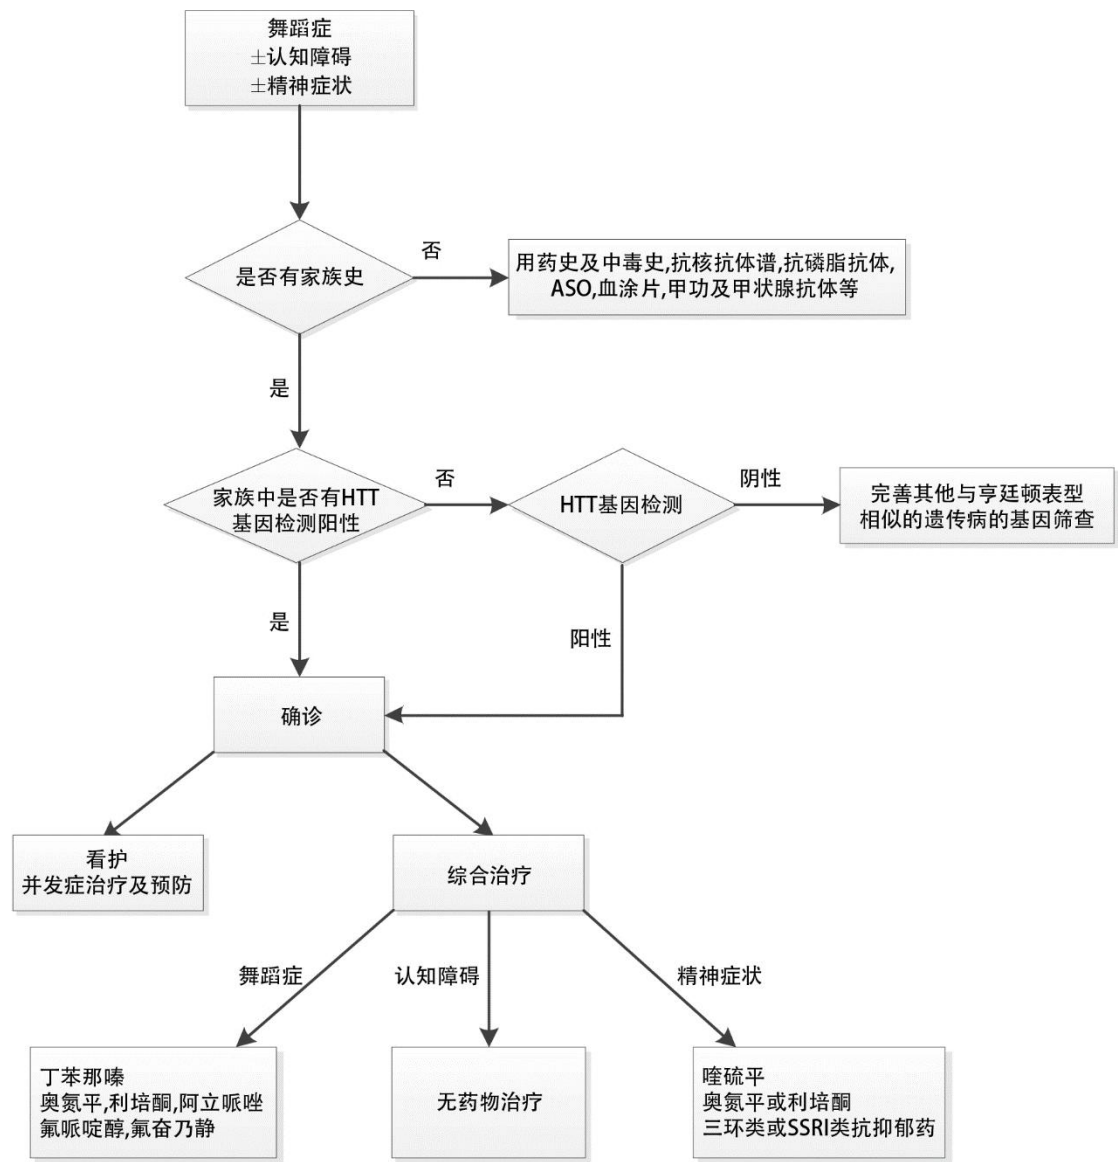 舞蹈症
±认知障碍
±精神症状
是否有家族史
否
用药史及中毒史,抗核抗体谱,抗磷脂抗体,
ASO,血涂片,甲功及甲状腺抗体等
是
家族中是否有HTT
基因检测阳性
否
HTT基因检测
阴性
完善其他与亨廷顿表型
相似的遗传病的基因筛查
是
阳性
确诊
看护
并发症治疗及预防
综合治疗
舞蹈症
认知障碍
精神症状
丁苯那嗪
奥氮平,利培酮,阿立哌唑
氟哌啶醇,氟奋乃静
无药物治疗
喹硫平
奥氮平或利培酮
三环类或SSRI类抗抑郁药